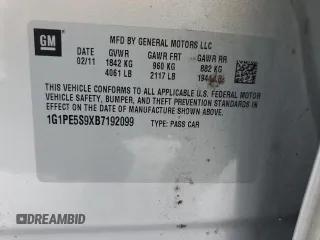 GM
MFD BY GENERAL MOTORS LLC
DATE GVWR GAWR FRT GAWR RR
02/11 1842 KG 960 KG 882 KG
4061 LB 2117 LB
THIS VEHICLE CONFORMS TO ALL APPLICABLE U.S. FEDERAL MOTOR
VEHICLE SAFETY, BUMPER, AND THEFT PREVENTION STANDARDS IN
EFFECT ON THE DATE OF MANUFACTURE SHOWN ABOVE.
1G1PE5S9XB7192099 TYPE: PASS CAR
DREAMBID